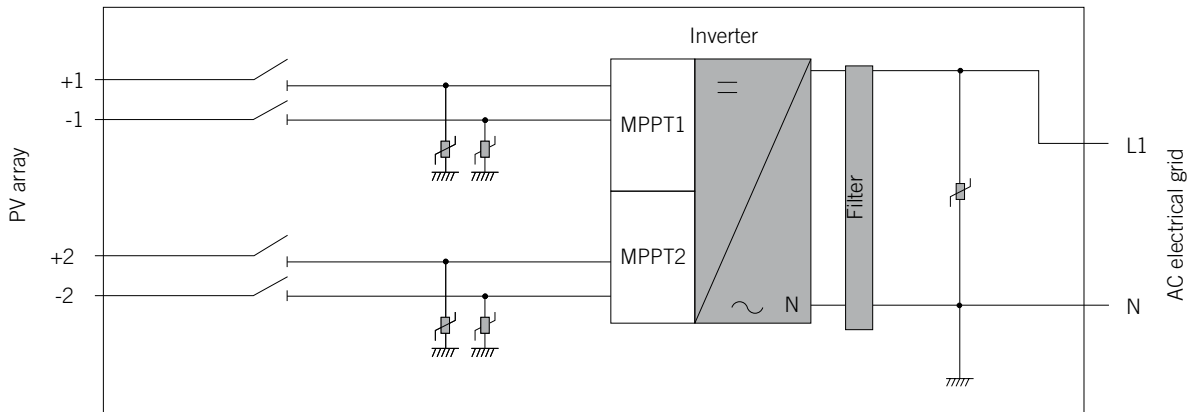 Inverter
+1
-1
MPPT1
L1
PV array
Filter
AC electrical grid
+2
-2
MPPT2
N
N